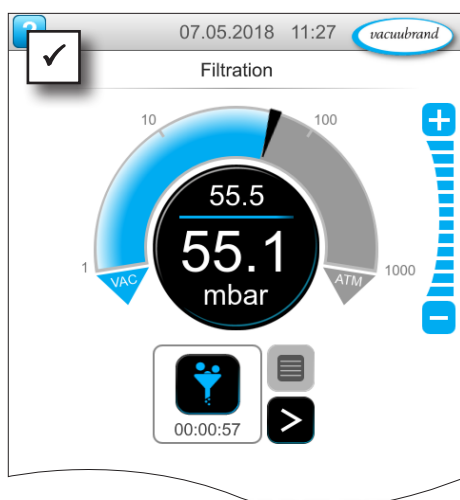 ?
07.05.2018 11:27 vacuubrand
Filtration
10 100
55.5
55.1
mbar
1 VAC ATM 1000
00:00:57